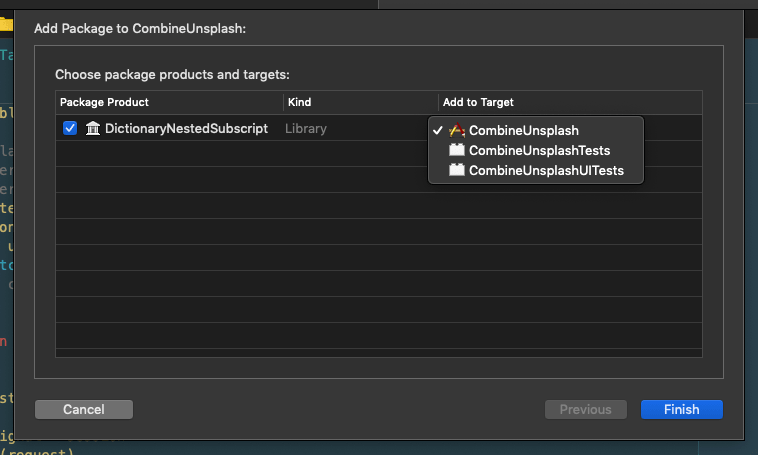 Add Package to CombineUnsplash:
Choose package products and targets:
Package Product Kind Add to Target
DictionaryNestedSubscript Library CombineUnsplash
CombineUnsplashTests
CombineUnsplashUITests
Cancel Previous Finish
(request)